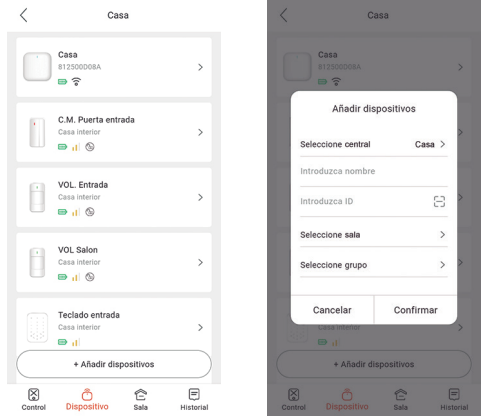 Casa
Casa
812500D08A
C.M. Puerta entrada
Casa interior
VOL. Entrada
Casa interior
VOL Salon
Casa interior
Teclado entrada
Casa interior
+ Añadir dispositivos
Control
Dispositivo
Sala
Historial
Casa
Casa
812500D08A
Añadir dispositivos
Seleccione central
Casa
Introduzca nombre
Introduzca ID
Seleccione sala
Seleccione grupo
Cancelar
Confirmar
Casa interior
+ Añadir dispositivos
Control
Dispositivo
Sala
Historial